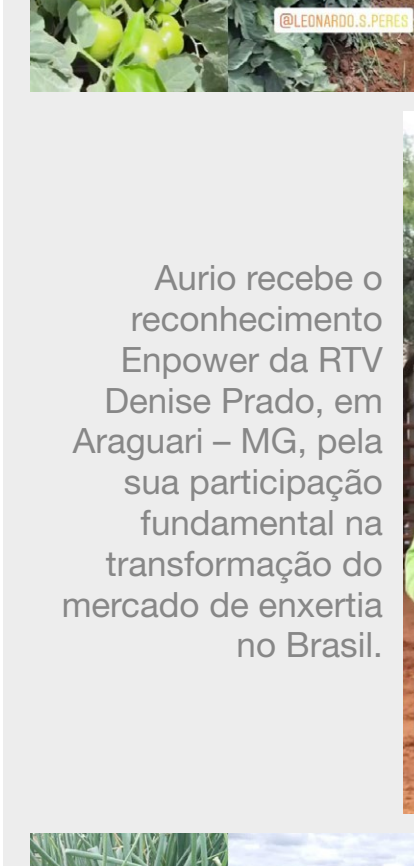 @LEONARDO.S.PERES
Aurio recebe o
reconhecimento
Enpower da RTV
Denise Prado, em
Araguari – MG, pela
sua participação
fundamental na
transformação do
mercado de enxertia
no Brasil.